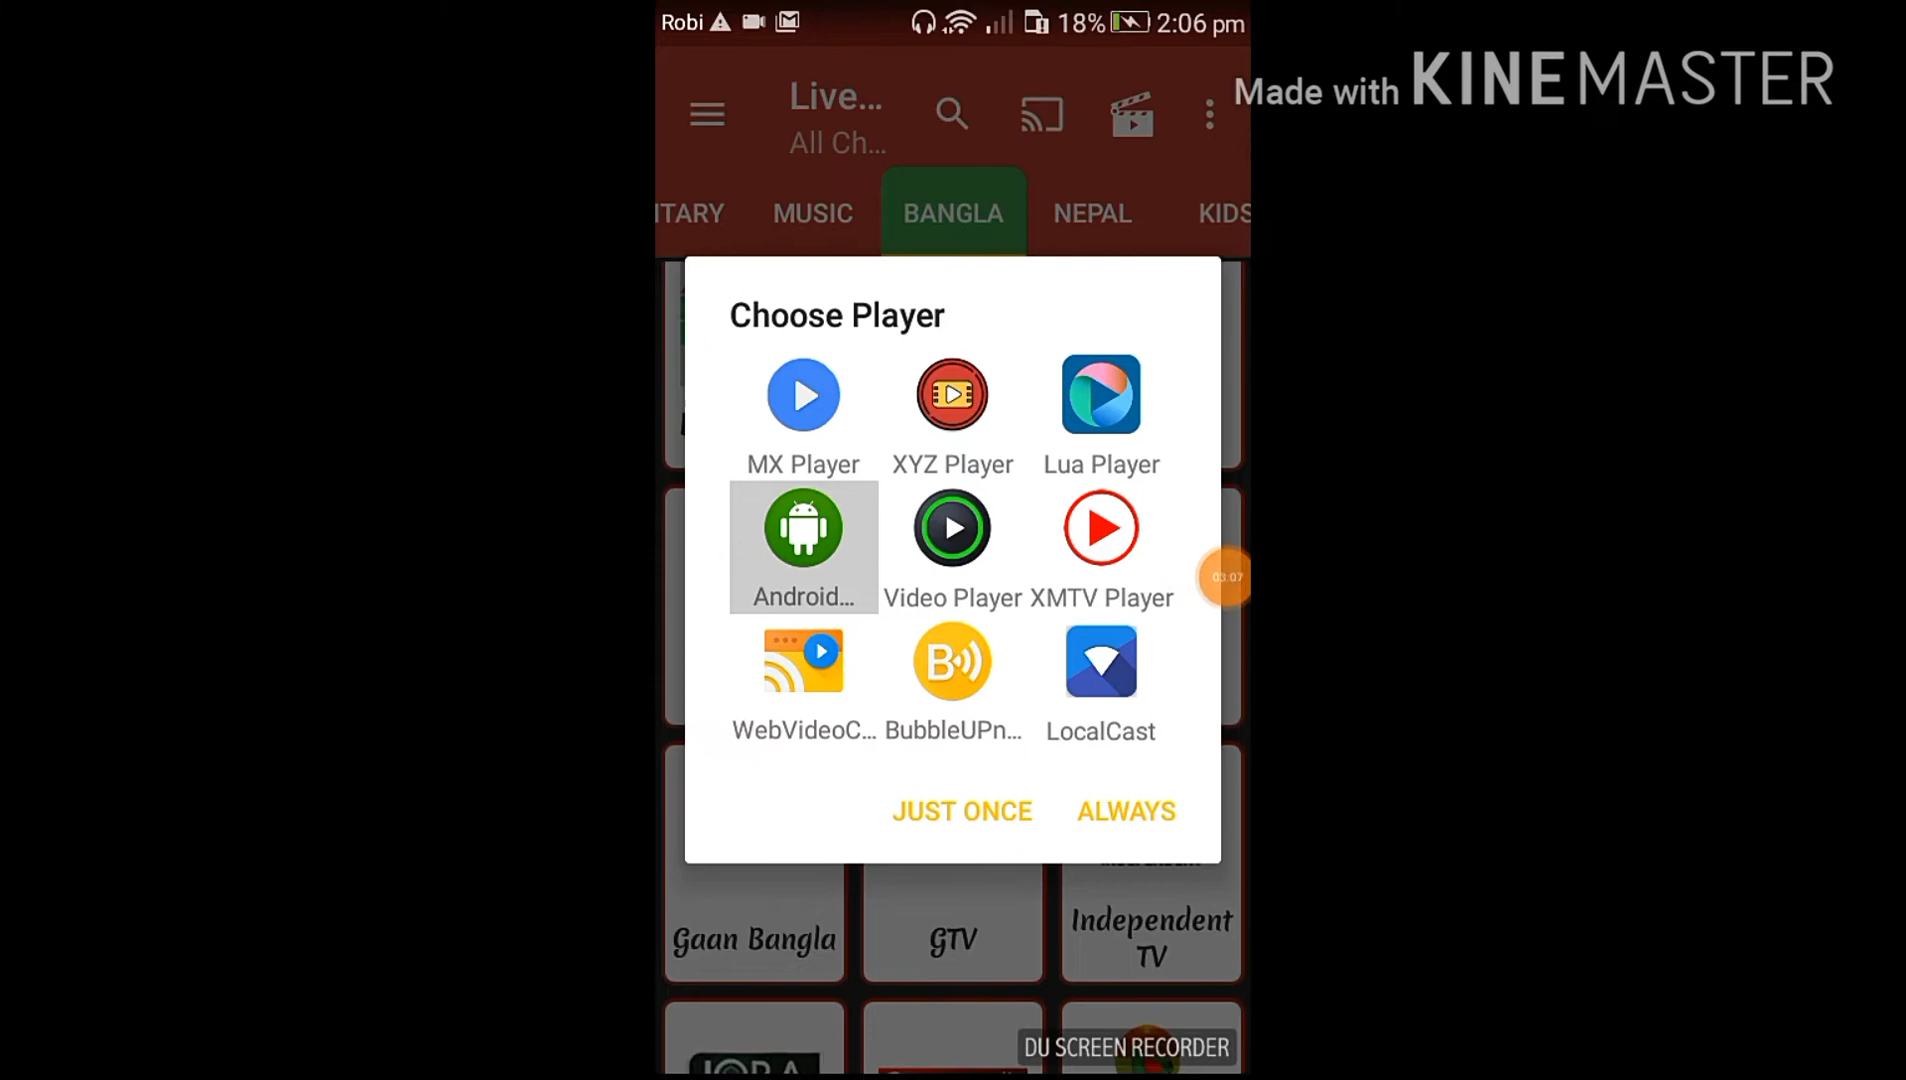 Robi 18% 2:06 pm
Made with KINEMASTER
Live...
All Ch...
ITARY MUSIC BANGLA NEPAL KIDS
Choose Player
MX Player XYZ Player Lua Player
Android... Video Player XMTV Player
03:07
WebVideoC... BubbleUPn... LocalCast
JUST ONCE ALWAYS
Gaan Bangla GTV Independent TV
DU SCREEN RECORDER